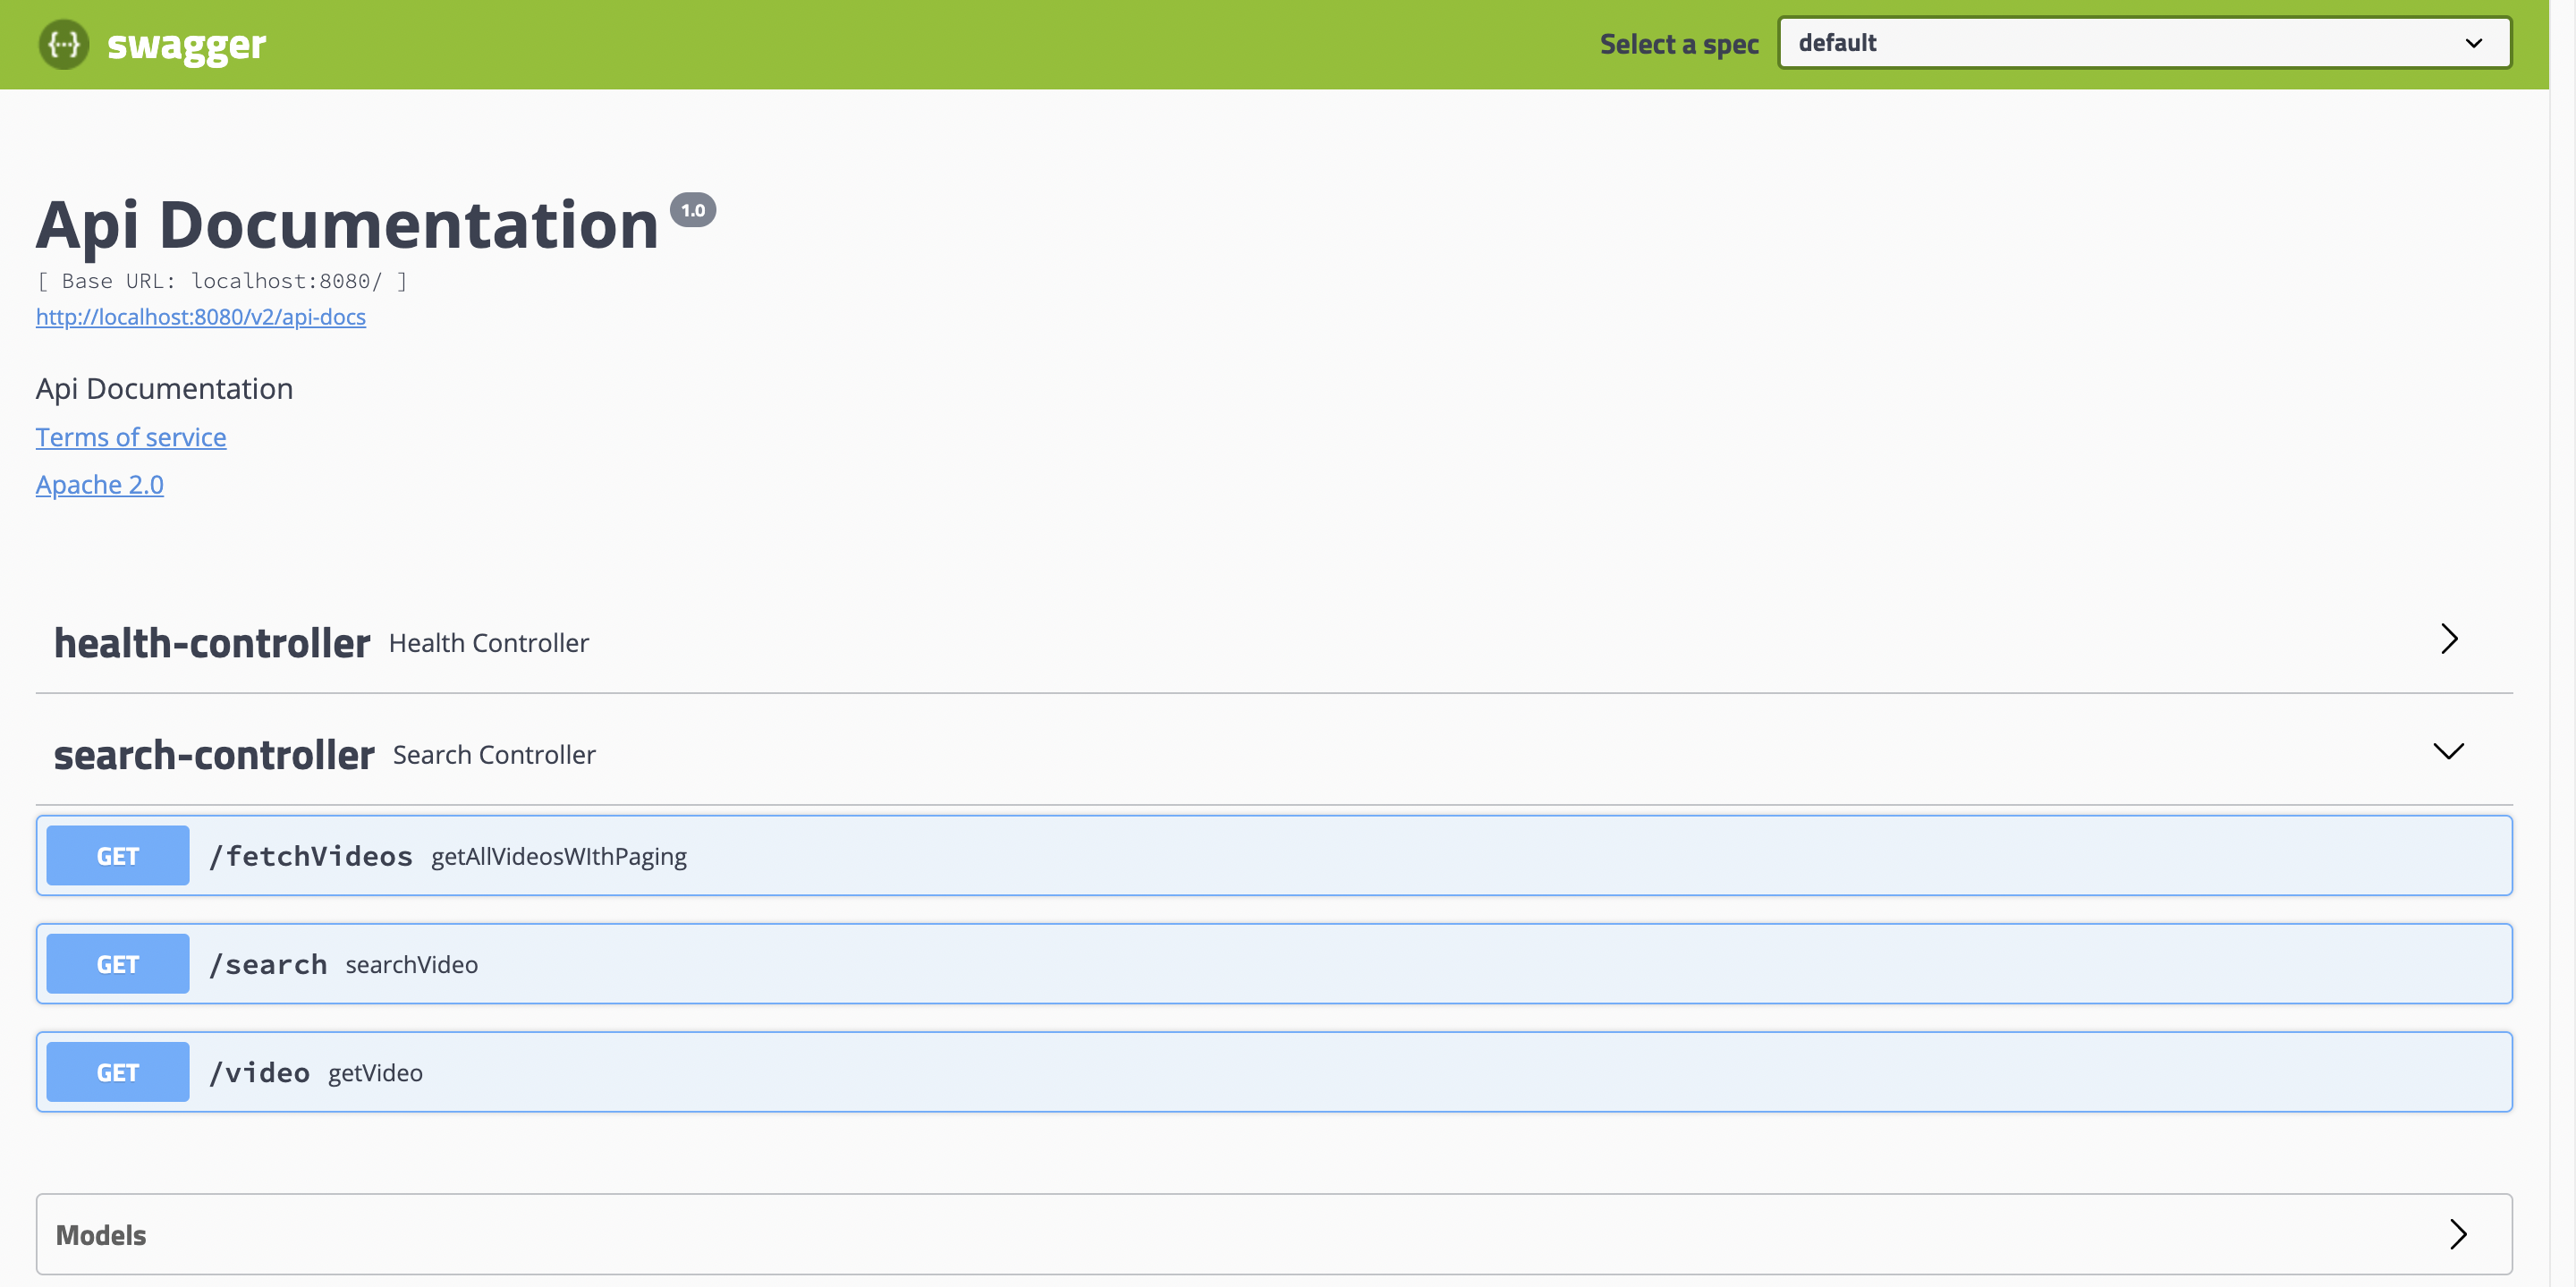 {···} swagger
Select a spec default
Api Documentation 1.0
[ Base URL: localhost:8080/ ]
http://localhost:8080/v2/api-docs
Api Documentation
Terms of service
Apache 2.0
health-controller Health Controller
search-controller Search Controller
GET /fetchVideos getAllVideosWIthPaging
GET /search searchVideo
GET /video getVideo
Models